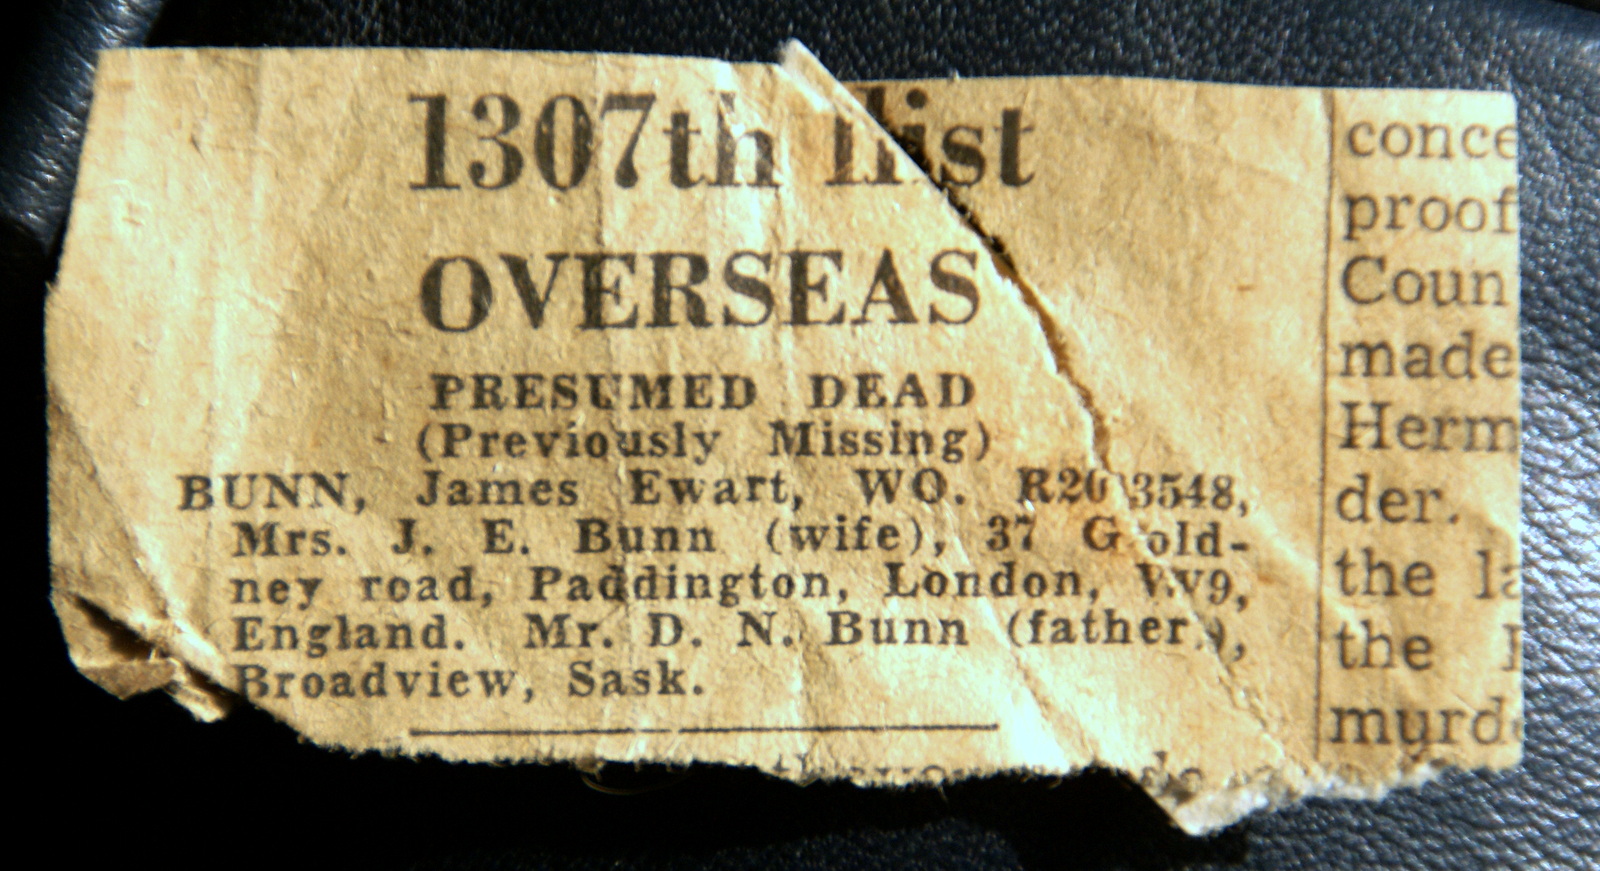 1307th list
OVERSEAS
PRESUMED DEAD
(Previously Missing)
BUNN, James Ewart, WO. R203548,
Mrs. J. E. Bunn (wife), 37 Gold-
ney road, Paddington, London, W9,
England. Mr. D. N. Bunn (father),
Broadview, Sask.
conce
proof
Coun
made
Herm
der.
the la
the
murd